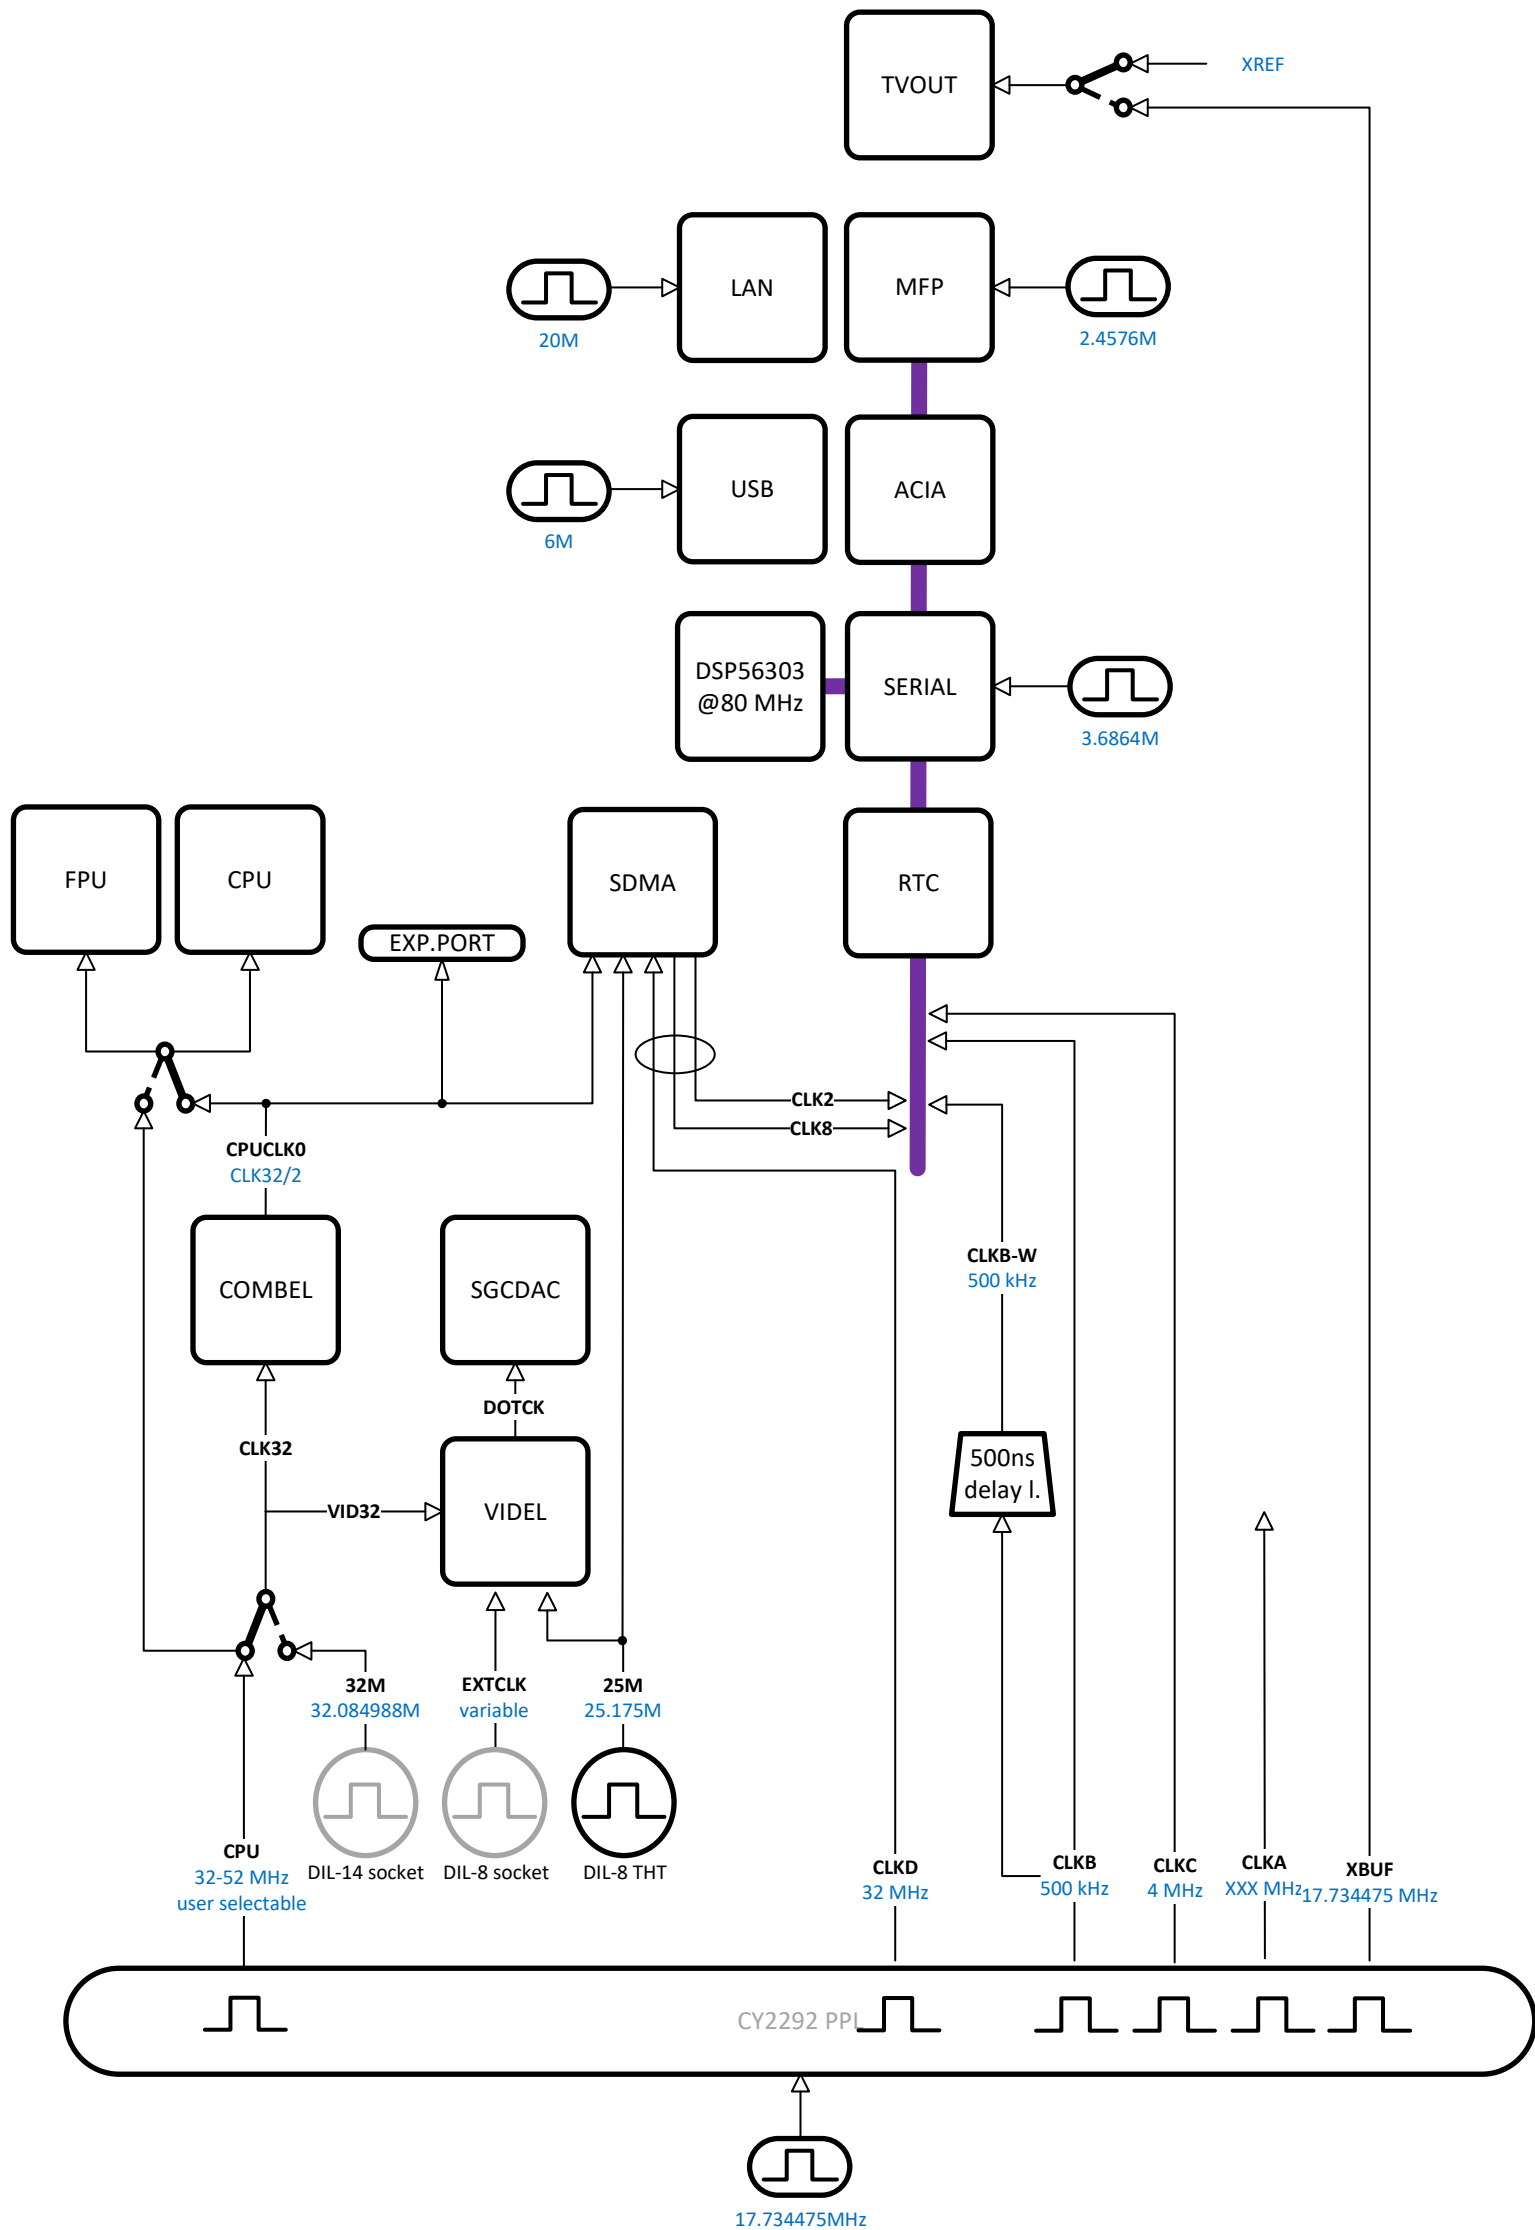 TVOUT
XREF
LAN
MFP
20M
2.4576M
USB
ACIA
6M
DSP56303
@80 MHz
SERIAL
3.6864M
FPU
CPU
SDMA
RTC
EXP.PORT
CLK2
CLK8
CPUCLK0
CLK32/2
COMBEL
SGCDAC
CLKB-W
500 kHz
DOTCK
CLK32
VID32
VIDEL
500ns
delay l.
32M
32.084988M
EXTCLK
variable
25M
25.175M
CPU
32-52 MHz
user selectable
DIL-14 socket
DIL-8 socket
DIL-8 THT
CLKD
32 MHz
CLKB
500 kHz
CLKC
4 MHz
CLKA
XXX MHz
XBUF
17.734475 MHz
CY2292 PPL
17.734475MHz